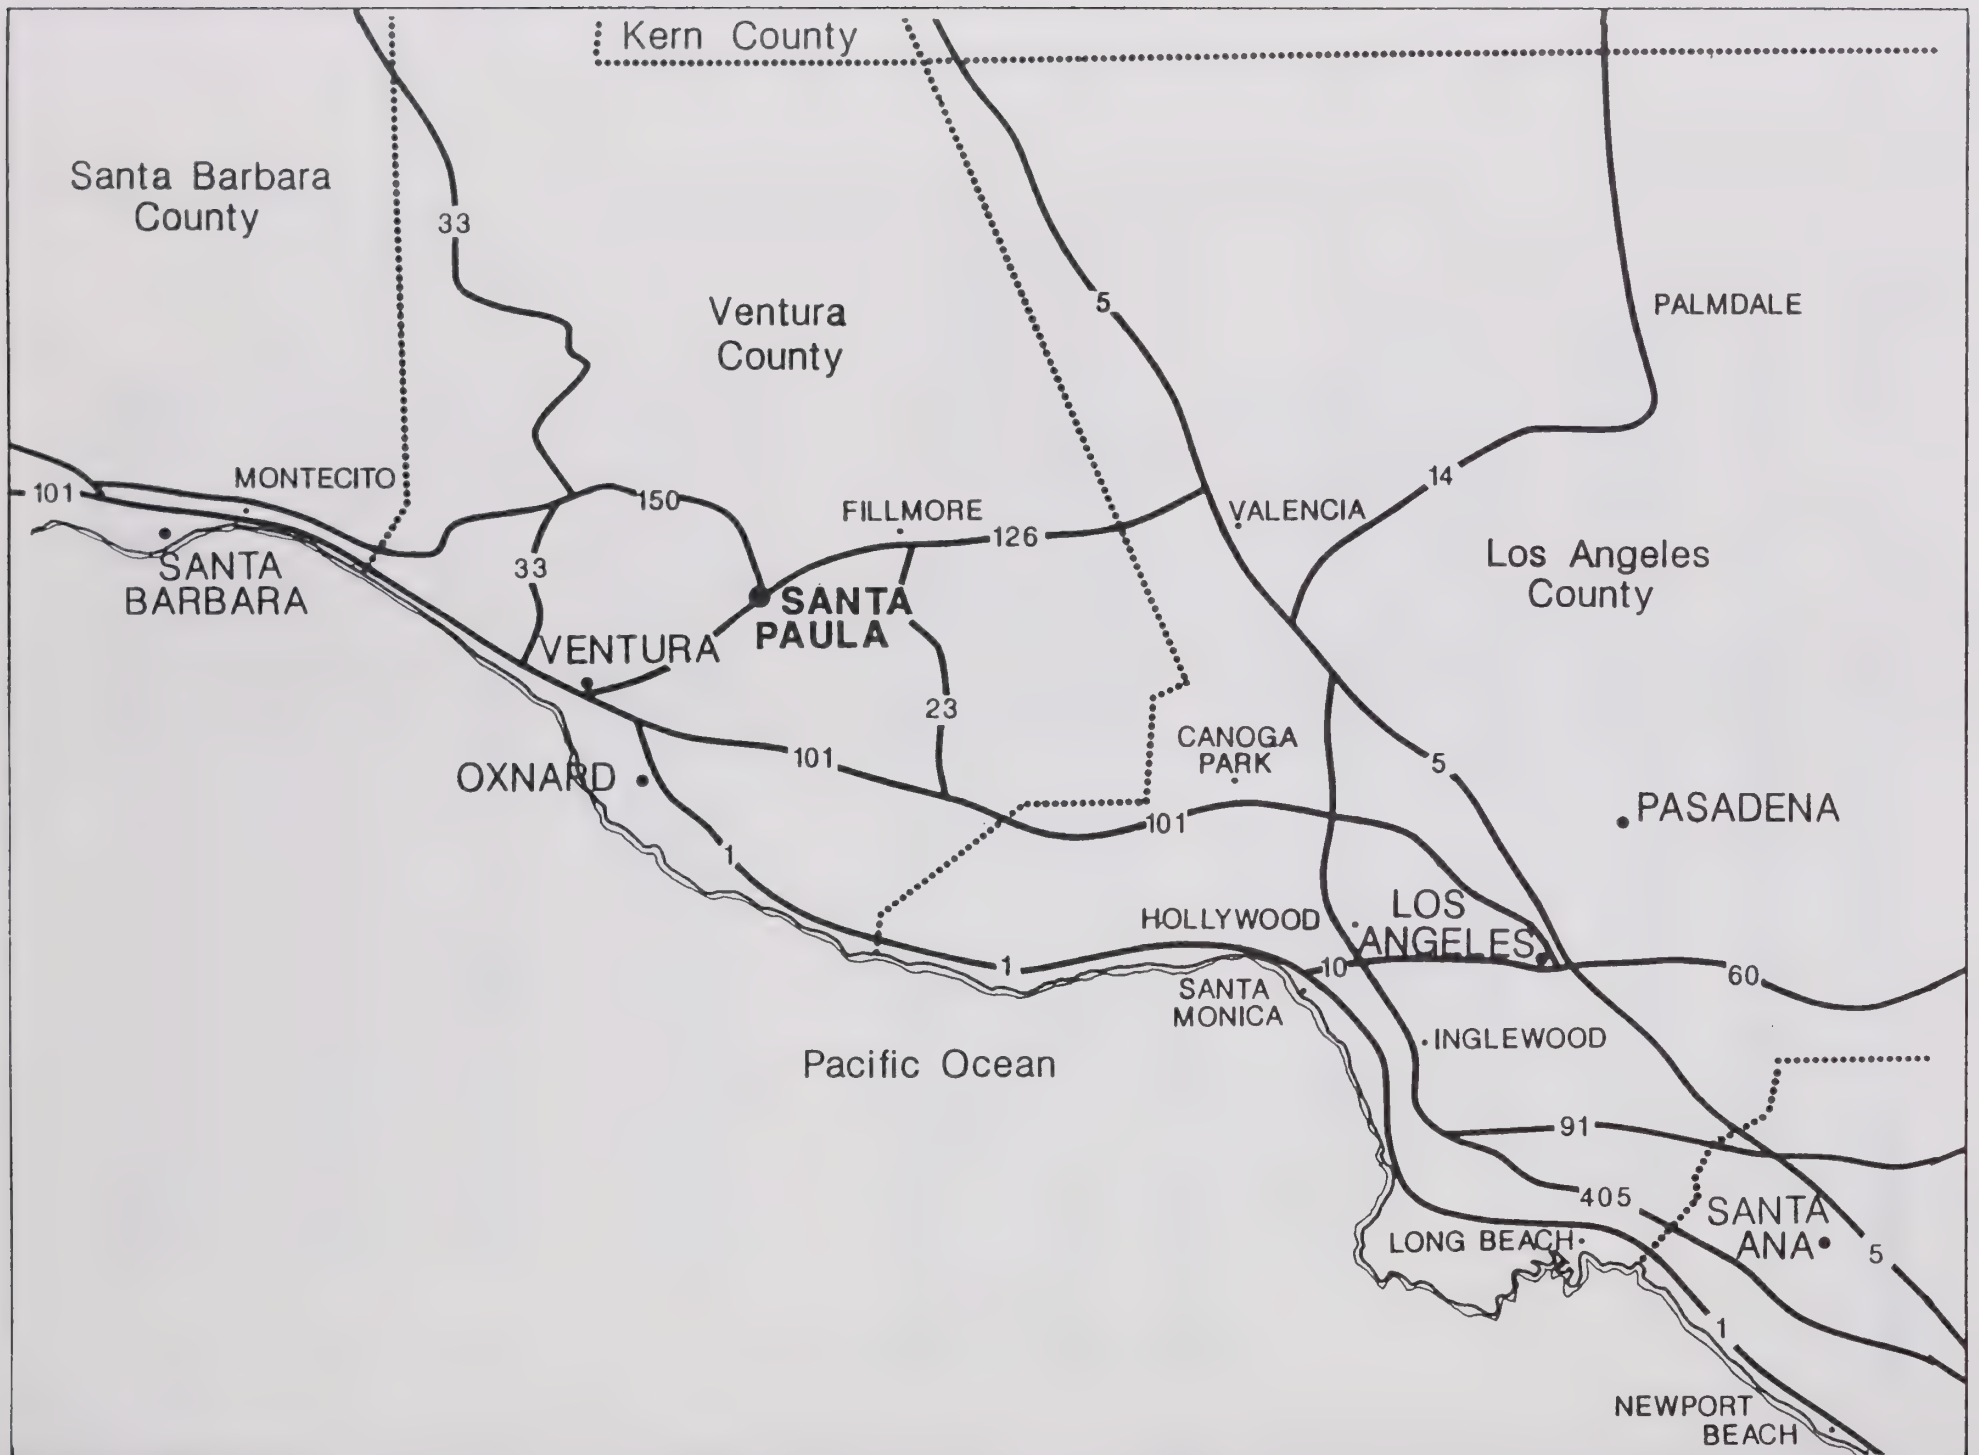 Kern County
Santa Barbara
County
33
Ventura
County
5
PALMDALE
MONTECITO
101
150
FILLMORE
126
VALENCIA
14
SANTA
BARBARA
33
Los Angeles
County
SANTA
PAULA
VENTURA
23
CANOGA
PARK
101
5
OXNARD
101
PASADENA
1
HOLLYWOOD
LOS
ANGELES
1
10
60
SANTA
MONICA
INGLEWOOD
Pacific Ocean
91
405
SANTA
ANA
LONG BEACH
5
1
NEWPORT
BEACH